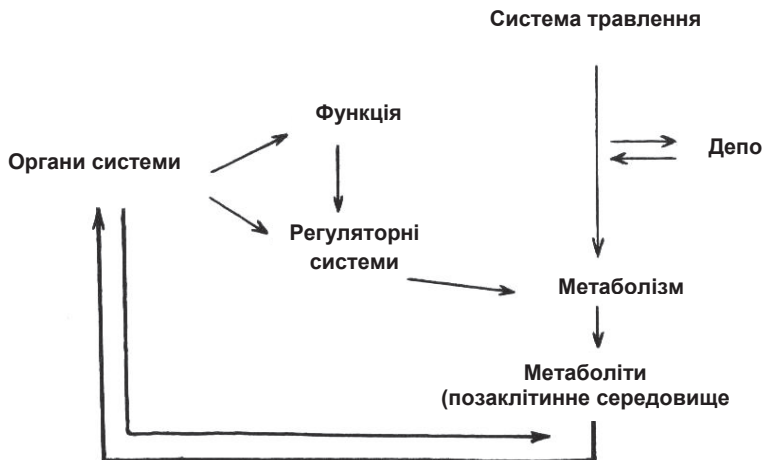 Система травлення
Функція
Органи системи
Депо
Регуляторні
системи
Метаболізм
Метаболіти
(позаклітинне середовище